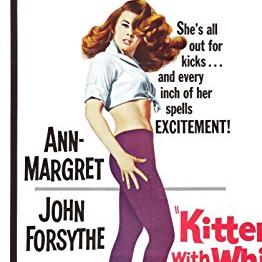 She's all
out for
kicks...
and every
inch of her
spells
EXCITEMENT!
ANN-
MARGRET
JOHN
FORSYTHE
"Kitten
With Whi